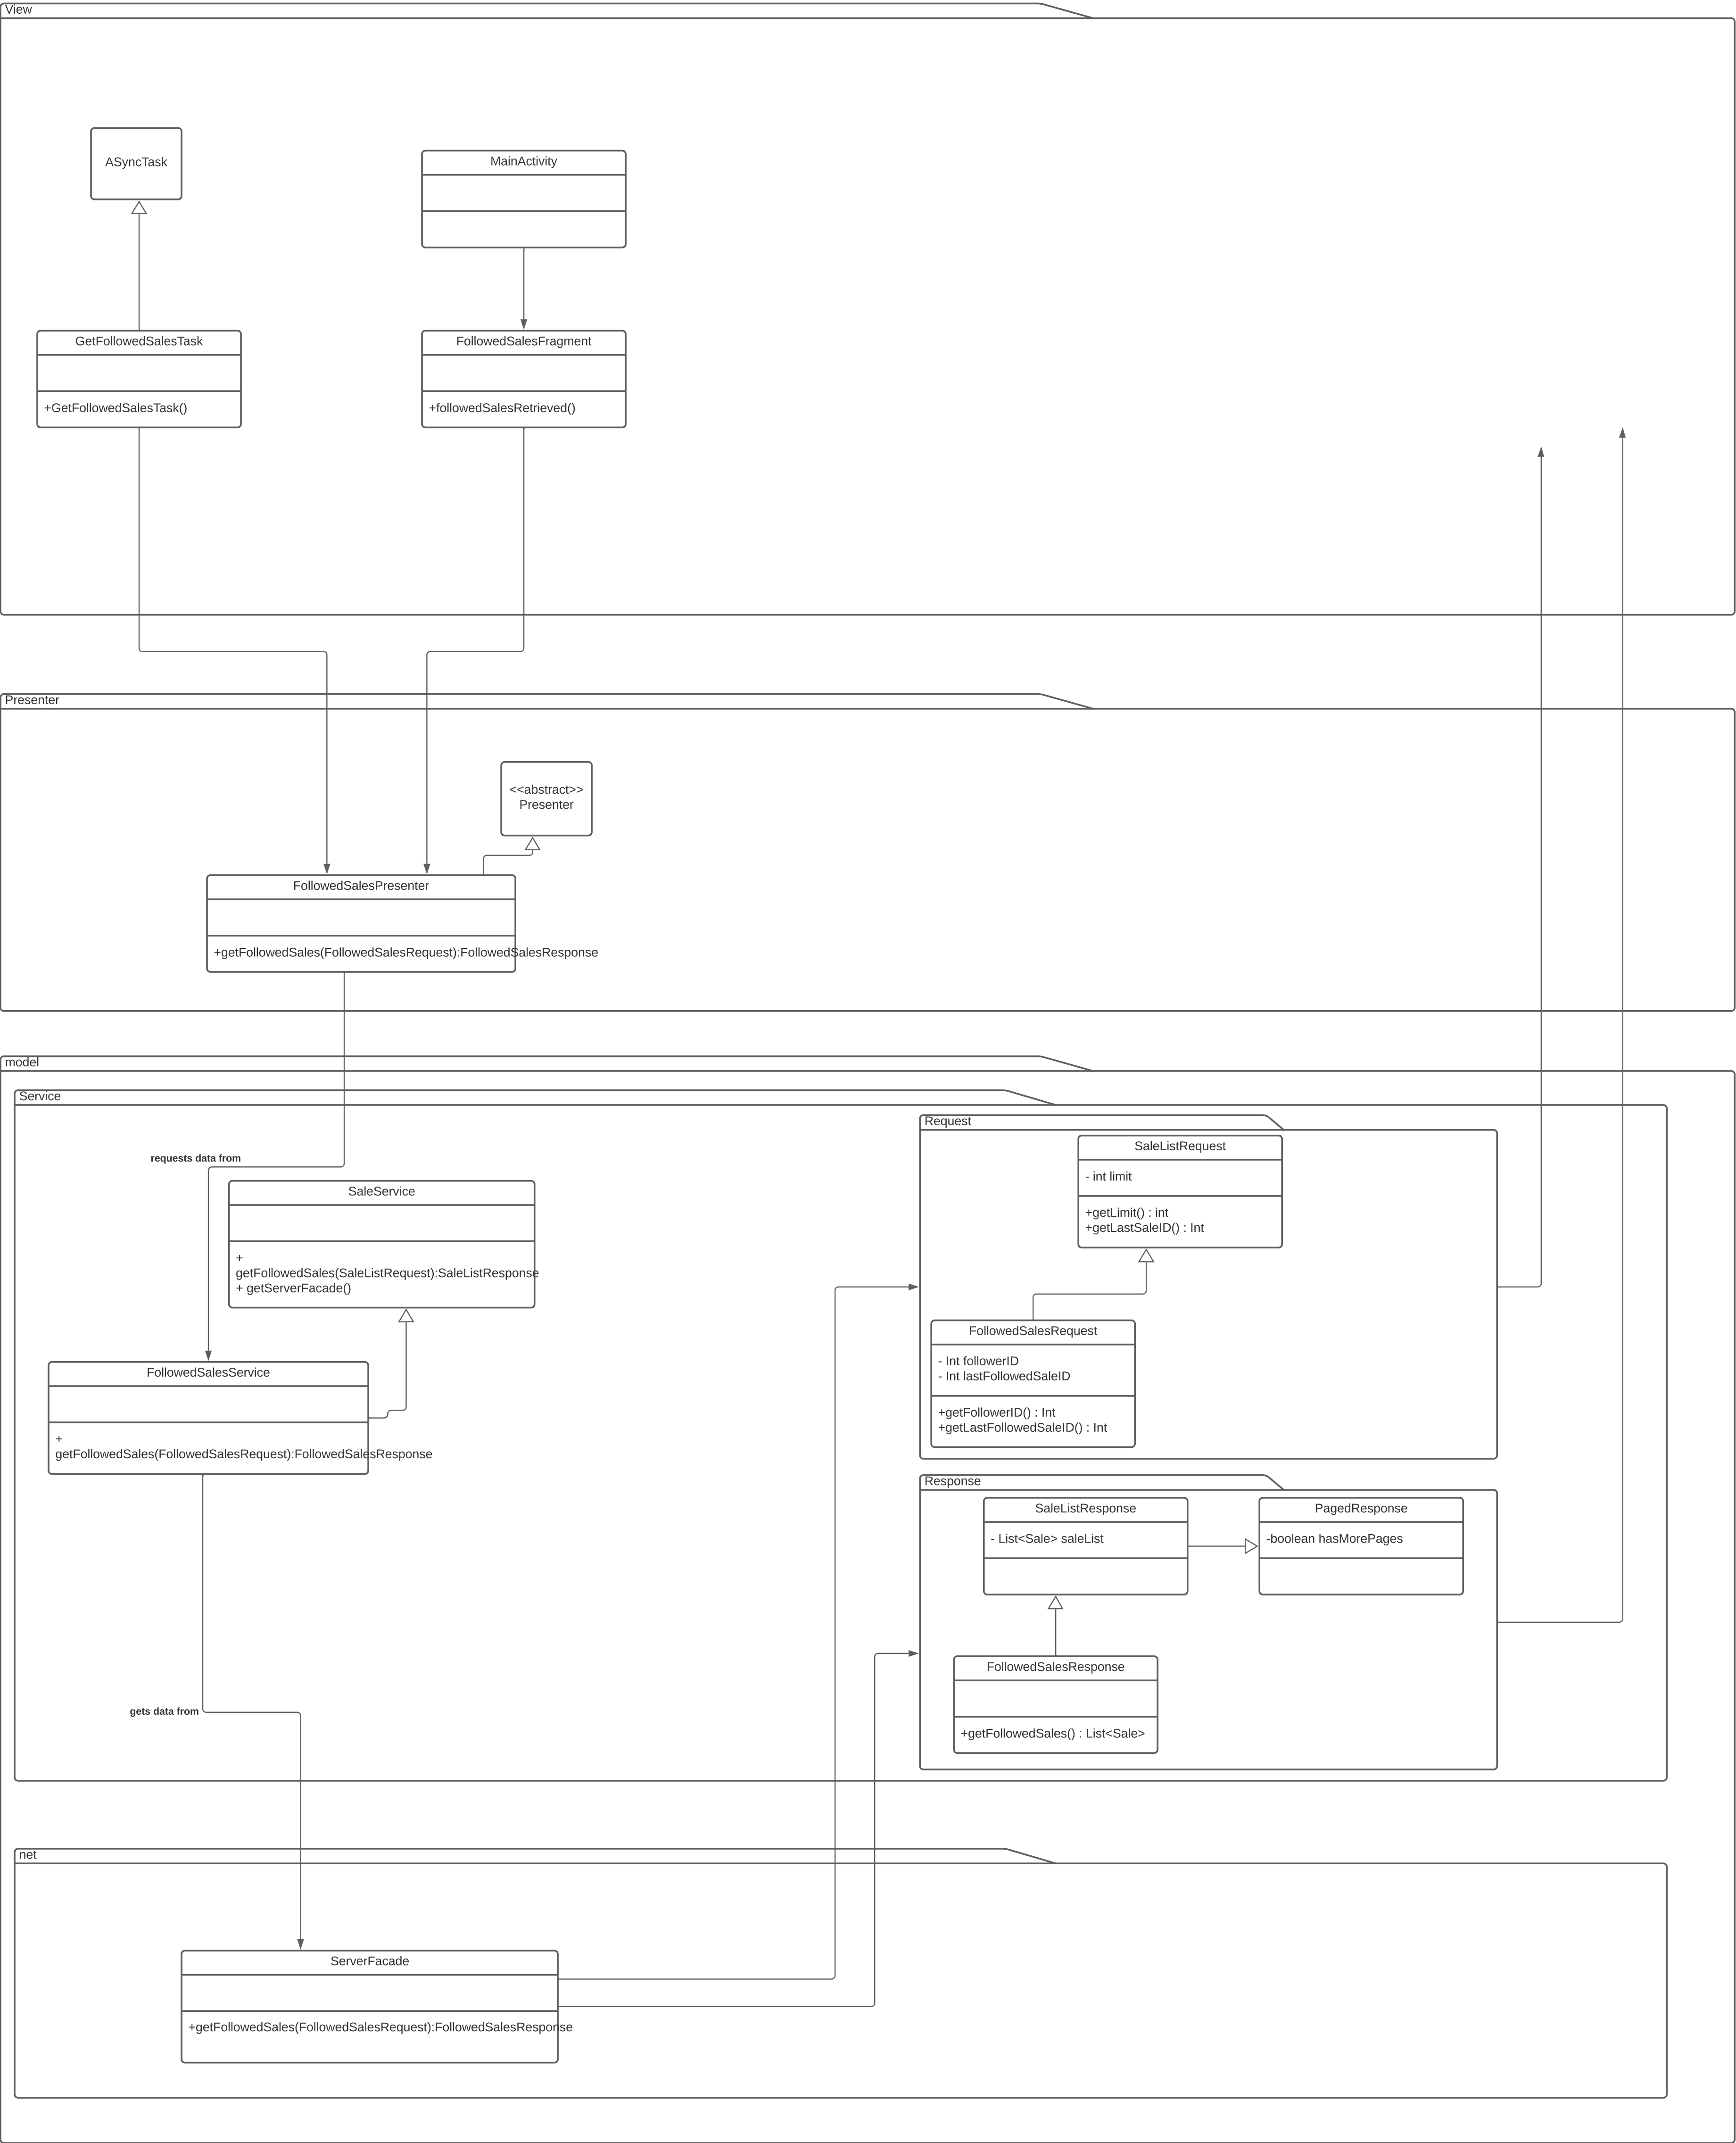 View
ASyncTask
MainActivity
GetFollowedSalesTask
+GetFollowedSalesTask()
FollowedSalesFragment
+followedSalesRetrieved()
Presenter
<<abstract>>
Presenter
FollowedSalesPresenter
+getFollowedSales(FollowedSalesRequest):FollowedSalesResponse
model
Service
requests data from
SaleService
+
getFollowedSales(SaleListRequest):SaleListResponse
+ getServerFacade()
FollowedSalesService
+
getFollowedSales(FollowedSalesRequest):FollowedSalesResponse
gets data from
Request
SaleListRequest
- int limit
+getLimit() : int
+getLastSaleID() : Int
FollowedSalesRequest
- Int followerID
- Int lastFollowedSaleID
+getFollowerID() : Int
+getLastFollowedSaleID() : Int
Response
SaleListResponse
- List<Sale> saleList
PagedResponse
-boolean hasMorePages
FollowedSalesResponse
+getFollowedSales() : List<Sale>
net
ServerFacade
+getFollowedSales(FollowedSalesRequest):FollowedSalesResponse